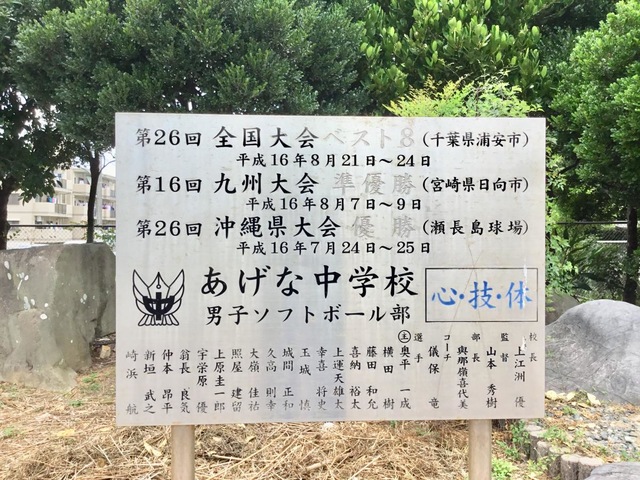 第26回 全国大会 ベスト8 (千葉県浦安市)
平成16年8月21日～24日
第16回 九州大会 準優勝 (宮崎県日向市)
平成16年8月7日～9日
第26回 沖縄県大会 優勝 (瀬長島球場)
平成16年7月24日～25日
中
あげな中学校
男子ソフトボール部
心・技・体
校長 上江洲 優
監督 山本 秀樹
部長 與那嶺喜代美
コーチ 儀保 竜
選手
主 奥平 一成
横田 樹
藤田 和允
喜納 裕太
上運天雄太
幸喜 将史
玉城 慎
城間 正和
久高 則幸
大嶺 佳祐
照屋 建留
上原圭一郎
宇栄原 優
翁長 良気
仲本 昂平
新垣 武之
崎浜 航